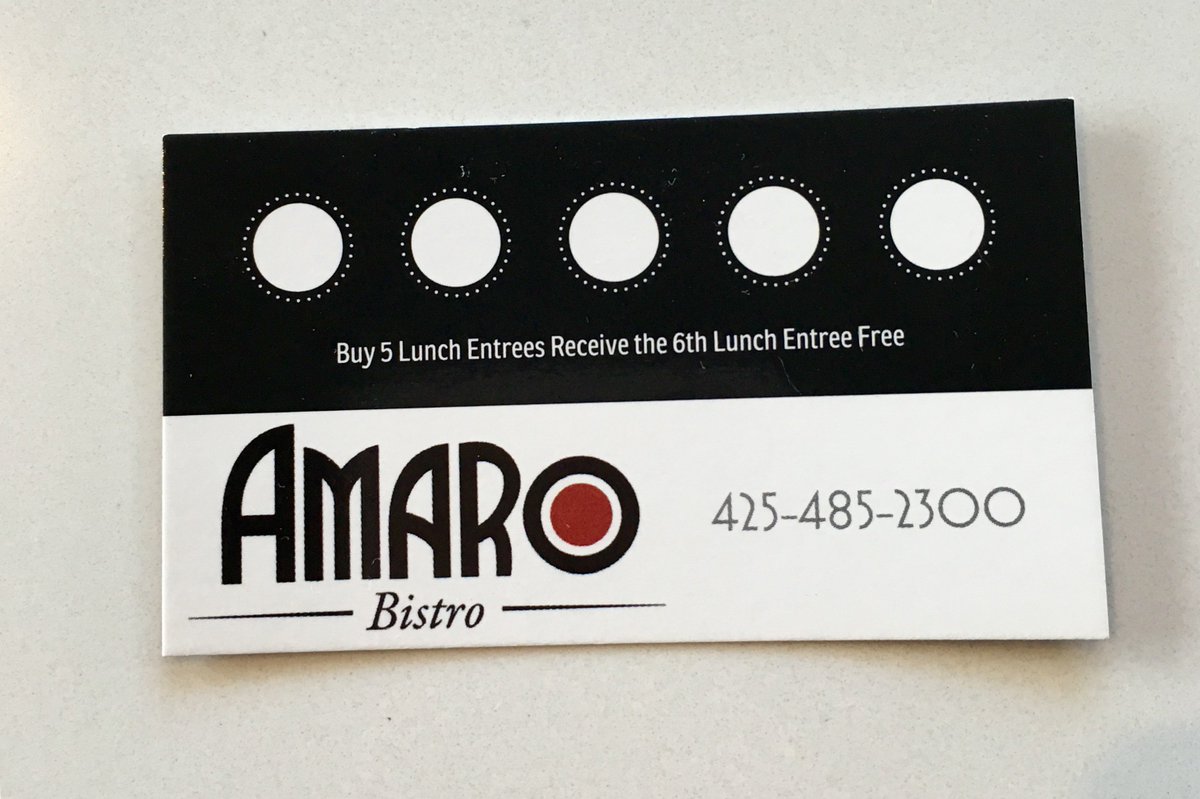 Buy 5 Lunch Entrees Receive the 6th Lunch Entree Free
AMARO
Bistro
425-485-2300